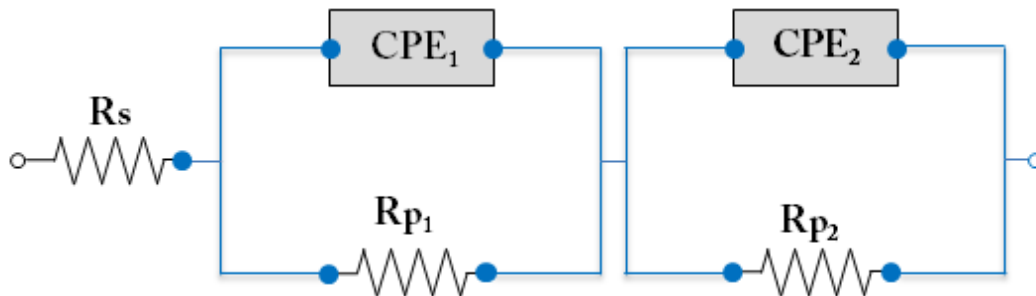 CPE₁
CPE₂
Rs
Rp₁
Rp₂